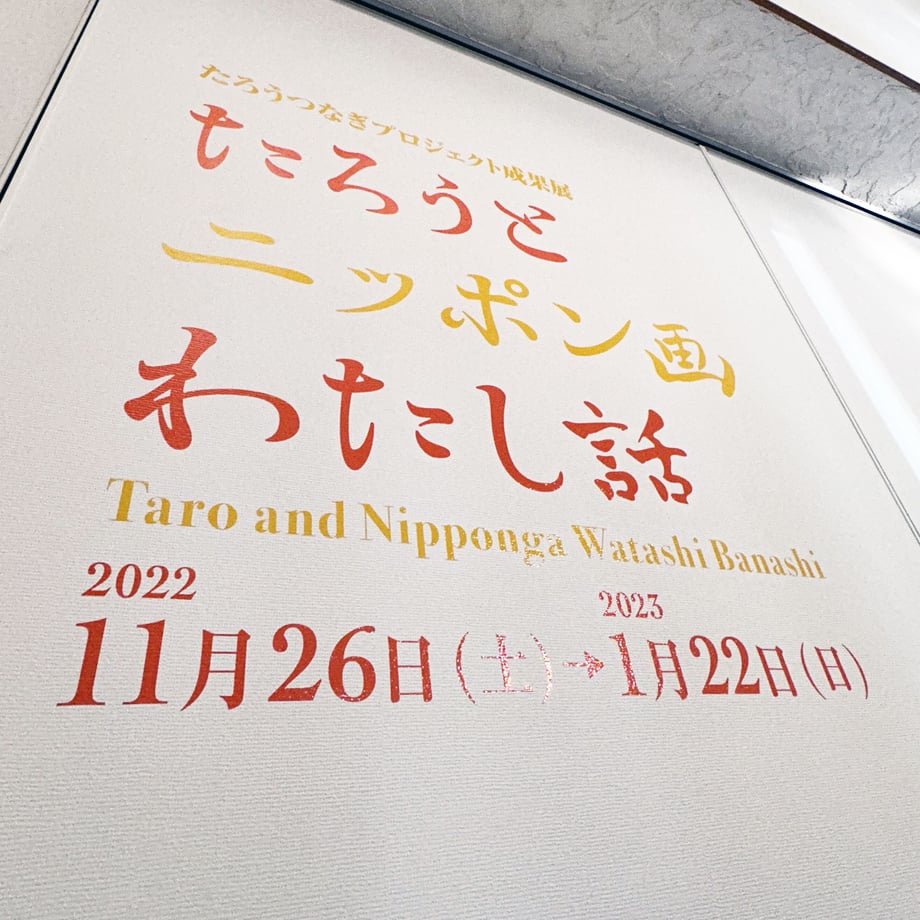 たろうつなぎプロジェクト成果展
たろうと
ニッポン画
わたし話
Taro and Nipponga Watashi Banashi
2022
11月26日(土)→
2023
1月22日(日)